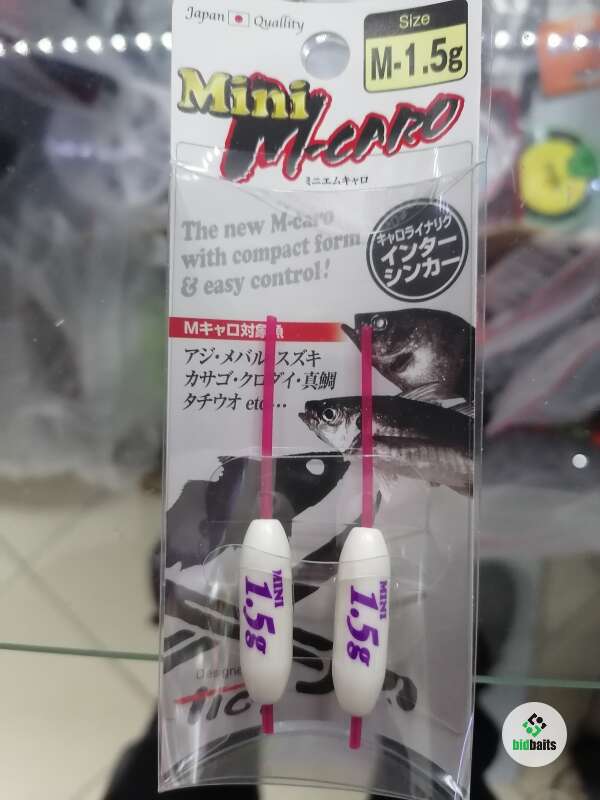 Japan Quallity
Size
M-1.5g
Mini
M-CARO
ミニエムキャロ
The new M-caro
with compact form
& easy control!
キャロライナリグ
インター
シンカー
Mキャロ対象魚
アジ・メバル・スズキ
カサゴ・クロダイ・真鯛
タチウオ etc…
MINI
1.5g
MINI
1.5g
Designed
bidbaits